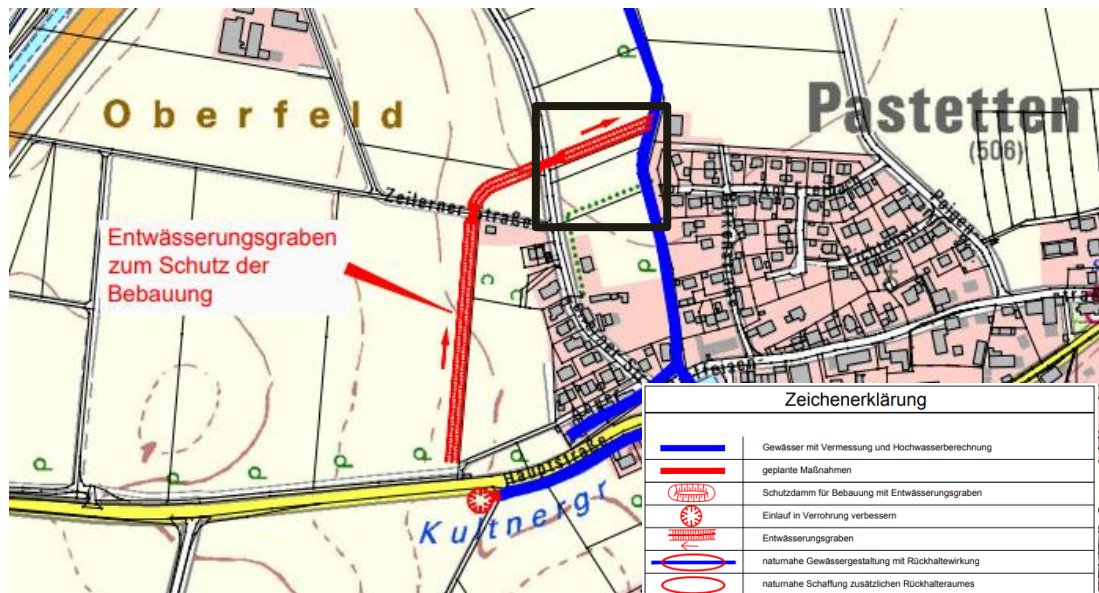 Oberfeld
Pastetten
(506)
Zeilerner Straße
Entwässerungsgraben
zum Schutz der
Bebauung
Hauptstraße
Kultnergr
Zeichenerklärung
Gewässer mit Vermessung und Hochwasserberechnung
geplante Maßnahmen
Schutzdamm für Bebauung mit Entwässerungsgraben
Einlauf in Verrohrung verbessern
Entwässerungsgraben
naturnahe Gewässergestaltung mit Rückhaltewirkung
naturnahe Schaffung zusätzlichen Rückhalteraumes